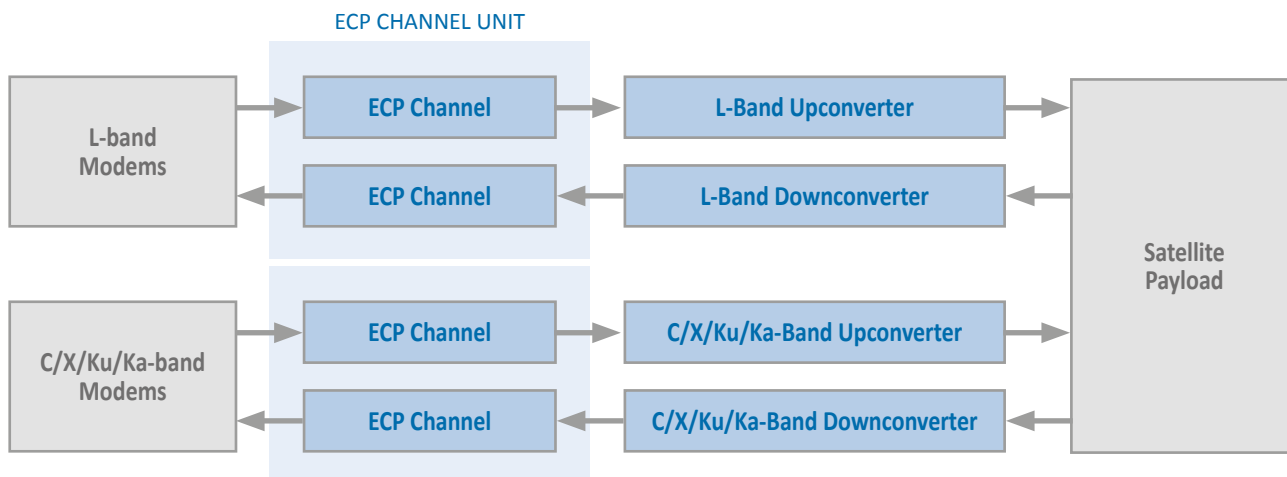 ECP CHANNEL UNIT
L-band
Modems
ECP Channel
L-Band Upconverter
ECP Channel
L-Band Downconverter
Satellite
Payload
C/X/Ku/Ka-band
Modems
ECP Channel
C/X/Ku/Ka-Band Upconverter
ECP Channel
C/X/Ku/Ka-Band Downconverter